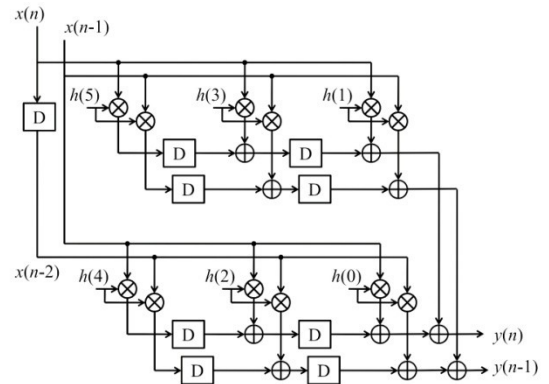 x(n)
x(n-1)
h(5)
h(3)
h(1)
D
D
D
D
D
x(n-2)
h(4)
h(2)
h(0)
D
D
y(n)
D
D
y(n-1)